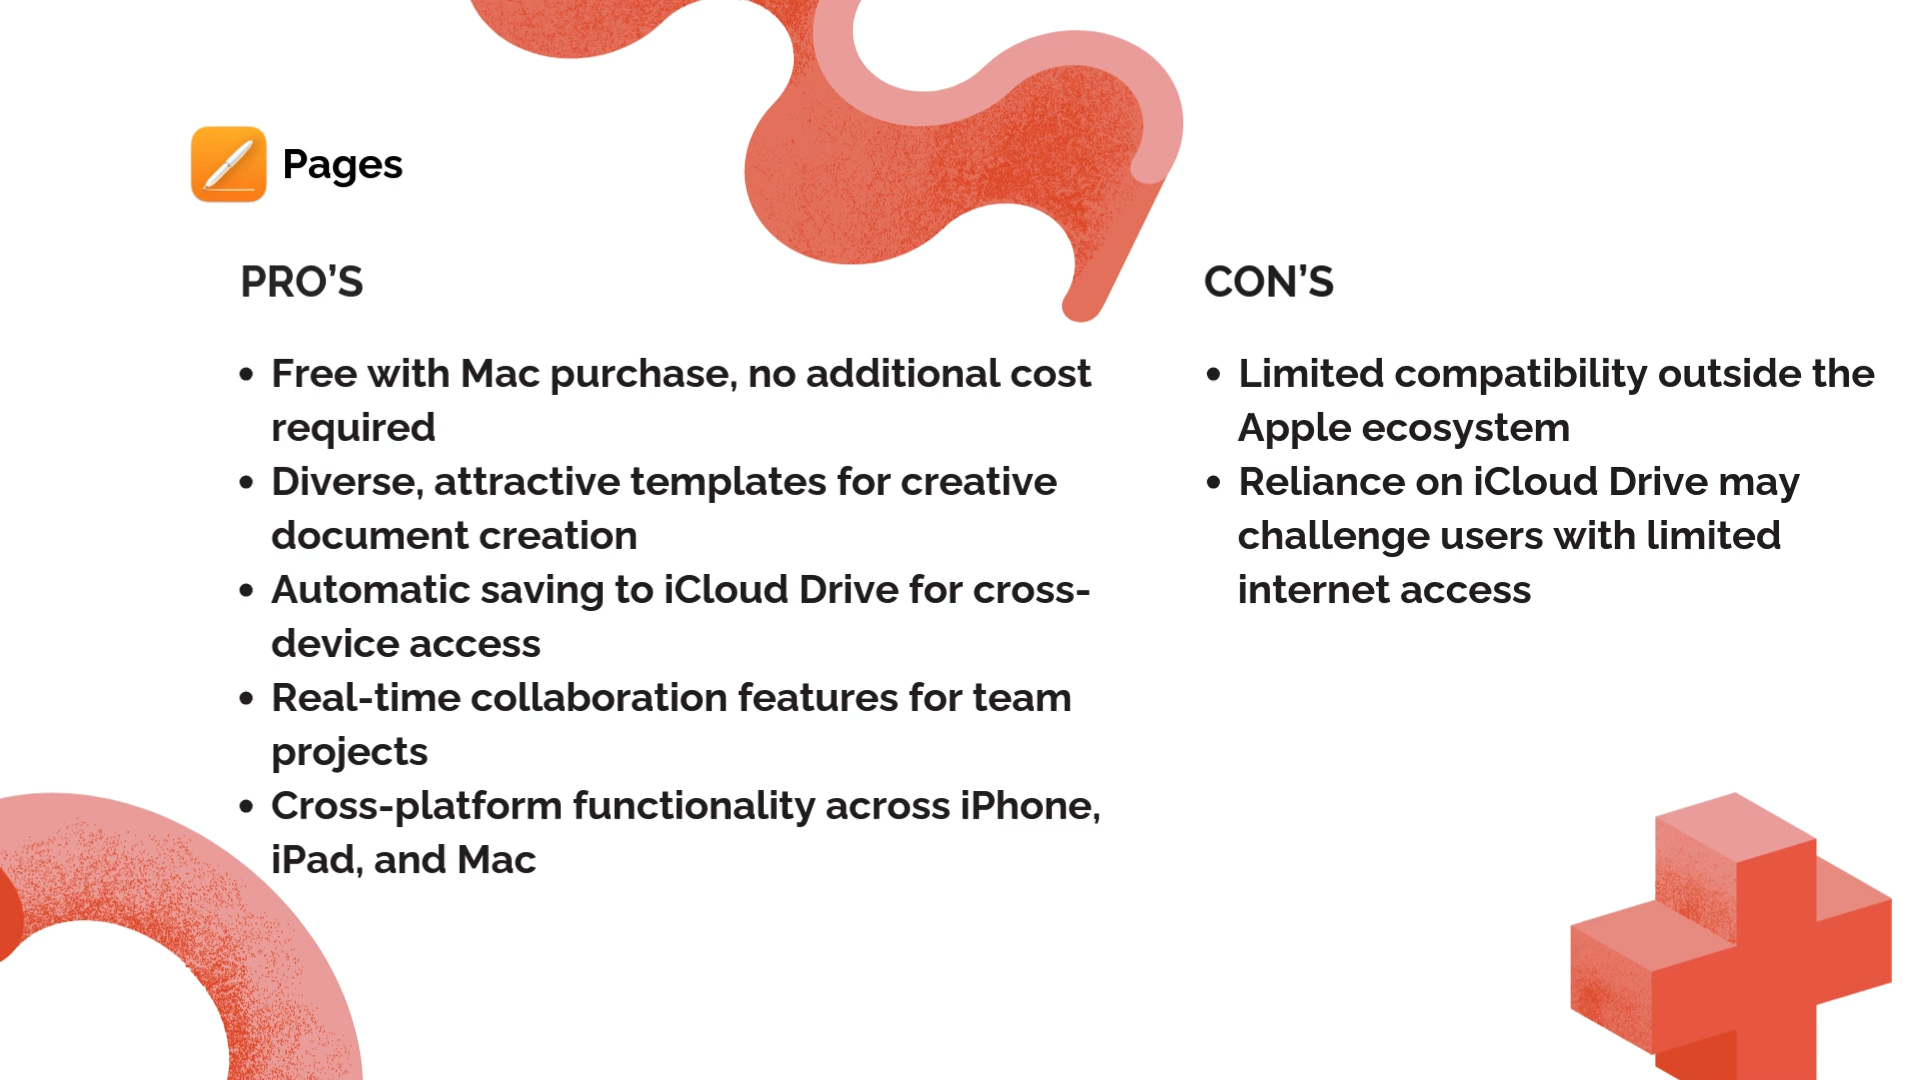 Pages
PRO’S
• Free with Mac purchase, no additional cost
required
• Diverse, attractive templates for creative
document creation
• Automatic saving to iCloud Drive for cross-
device access
• Real-time collaboration features for team
projects
• Cross-platform functionality across iPhone,
iPad, and Mac
CON’S
• Limited compatibility outside the
Apple ecosystem
• Reliance on iCloud Drive may
challenge users with limited
internet access